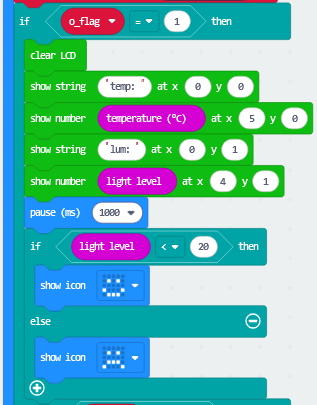 if o_flag = 1 then
clear LCD
show string "temp: " at x 0 y 0
show number temperature (°C) at x 5 y 0
show string "lum: " at x 0 y 1
show number light level at x 4 y 1
pause (ms) 1000
if light level < 20 then
show icon
else
show icon